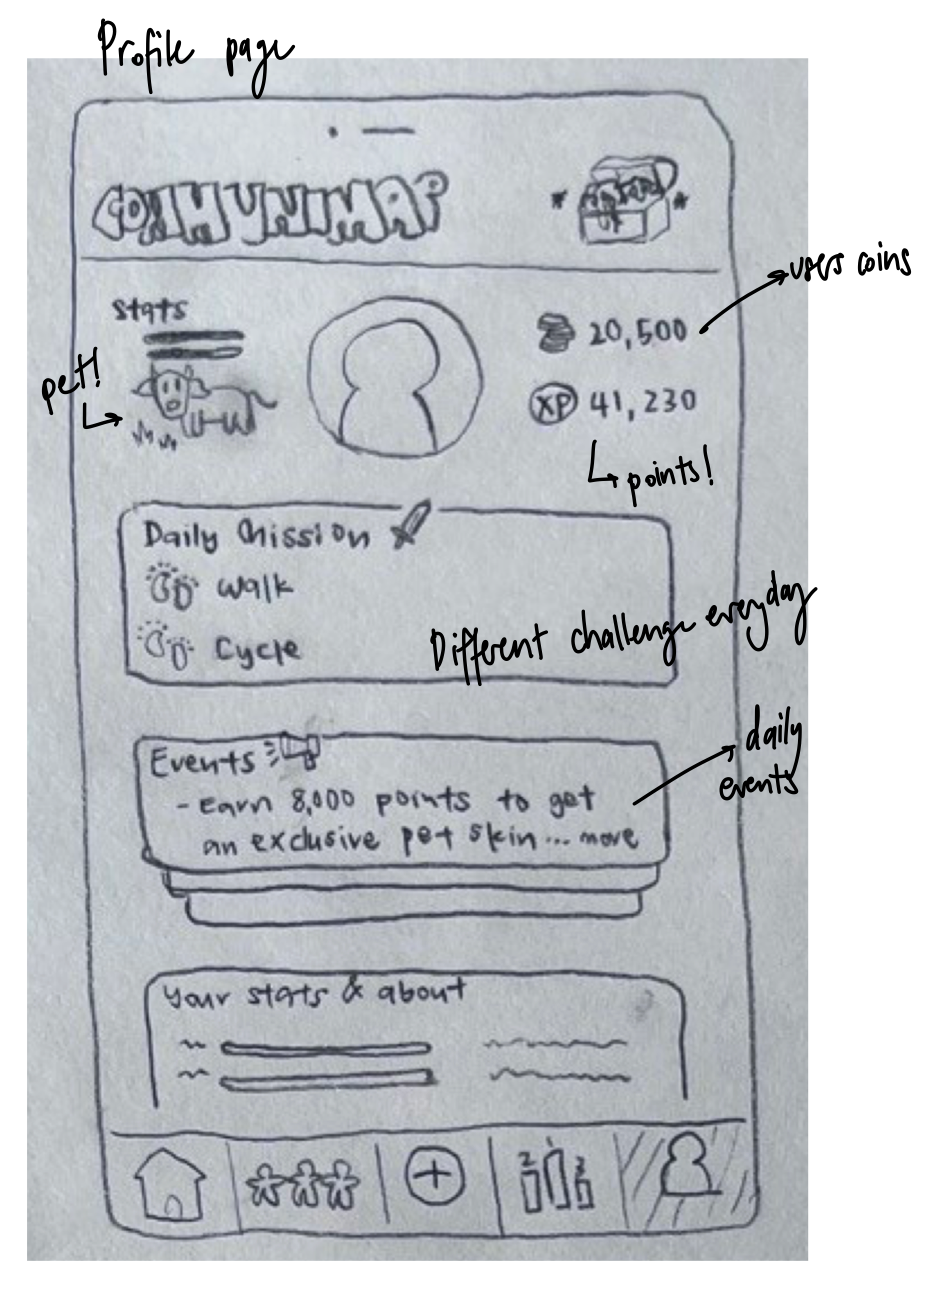 Profile page
COMMUNIMAP
users coins
Stats
20,500
pet!
XP 41,230
points!
Daily Mission
Walk
Different challenge everyday
Cycle
daily
events
Events
- Earn 8,000 points to get
an exclusive pet skin... more
Your stats & about
2 1 3